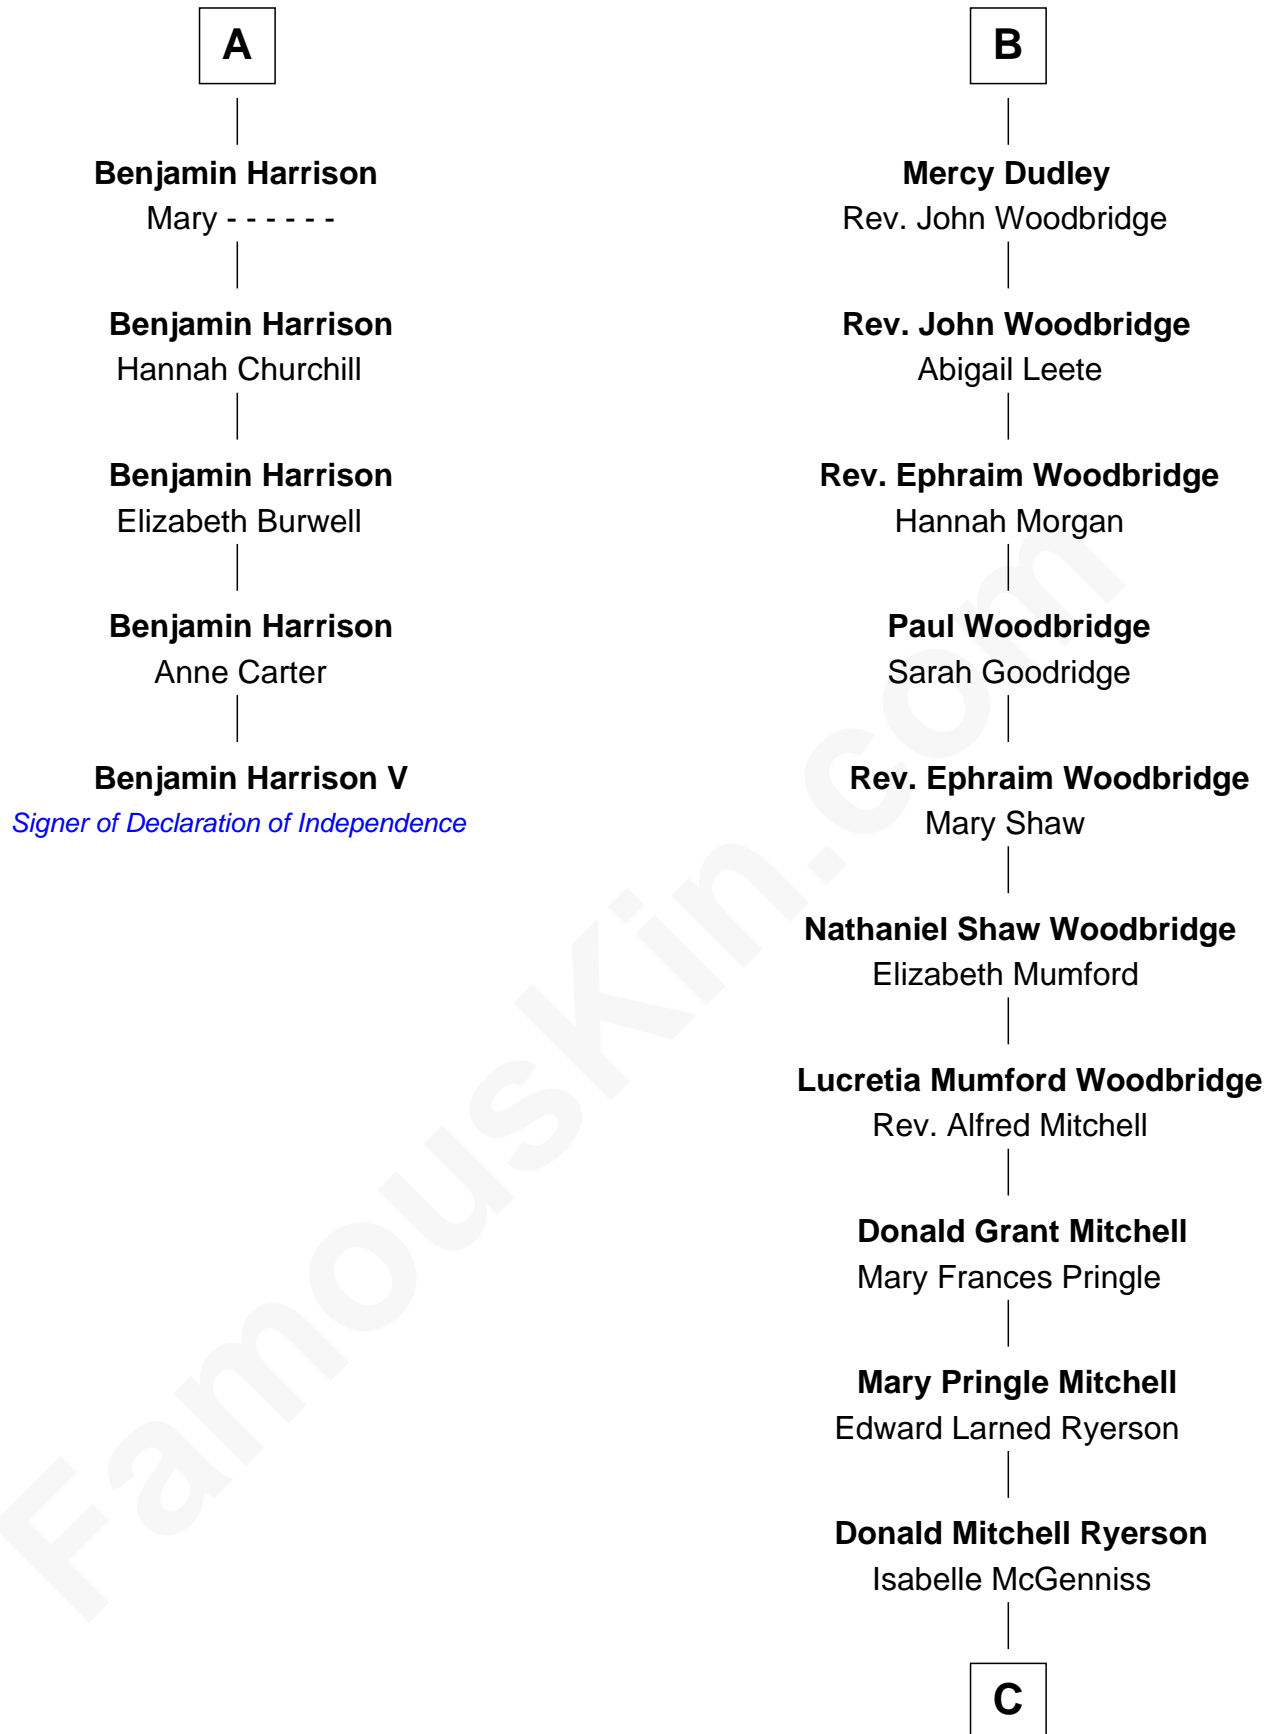 A
Benjamin Harrison
Mary - - - - - -
Benjamin Harrison
Hannah Churchill
Benjamin Harrison
Elizabeth Burwell
Benjamin Harrison
Anne Carter
Benjamin Harrison V
Signer of Declaration of Independence
B
Mercy Dudley
Rev. John Woodbridge
Rev. John Woodbridge
Abigail Leete
Rev. Ephraim Woodbridge
Hannah Morgan
Paul Woodbridge
Sarah Goodridge
Rev. Ephraim Woodbridge
Mary Shaw
Nathaniel Shaw Woodbridge
Elizabeth Mumford
Lucretia Mumford Woodbridge
Rev. Alfred Mitchell
Donald Grant Mitchell
Mary Frances Pringle
Mary Pringle Mitchell
Edward Larned Ryerson
Donald Mitchell Ryerson
Isabelle McGenniss
C
FamousKin.com